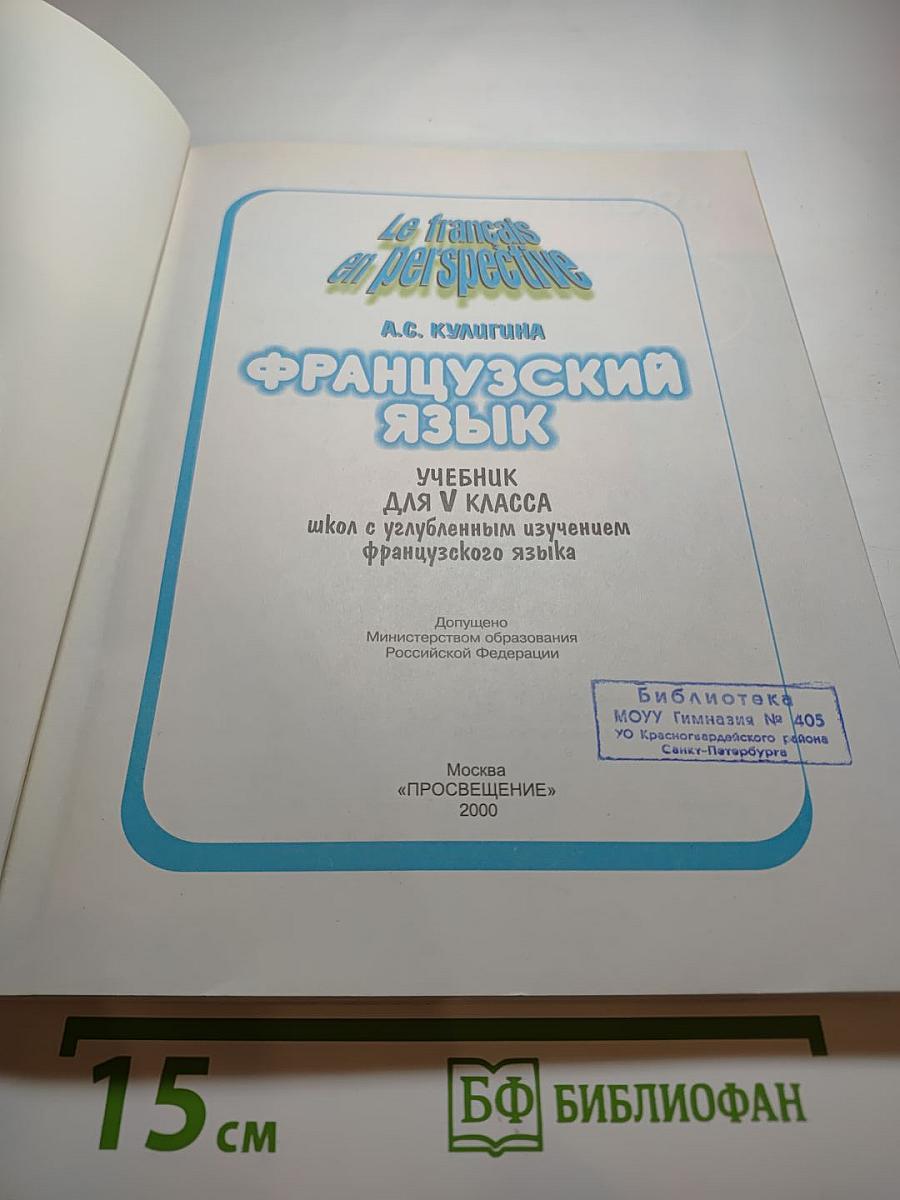 Le français
en perspective
А.С. КУЛИГИНА
ФРАНЦУЗСКИЙ
ЯЗЫК
УЧЕБНИК
ДЛЯ V КЛАССА
школ с углубленным изучением
французского языка
Допущено
Министерством образования
Российской Федерации
Библиотека
МОУУ Гимназия № 405
УО Красногвардейского района
Санкт-Петербурга
Москва
«ПРОСВЕЩЕНИЕ»
2000
15 см
БФ БИБЛИОФАН